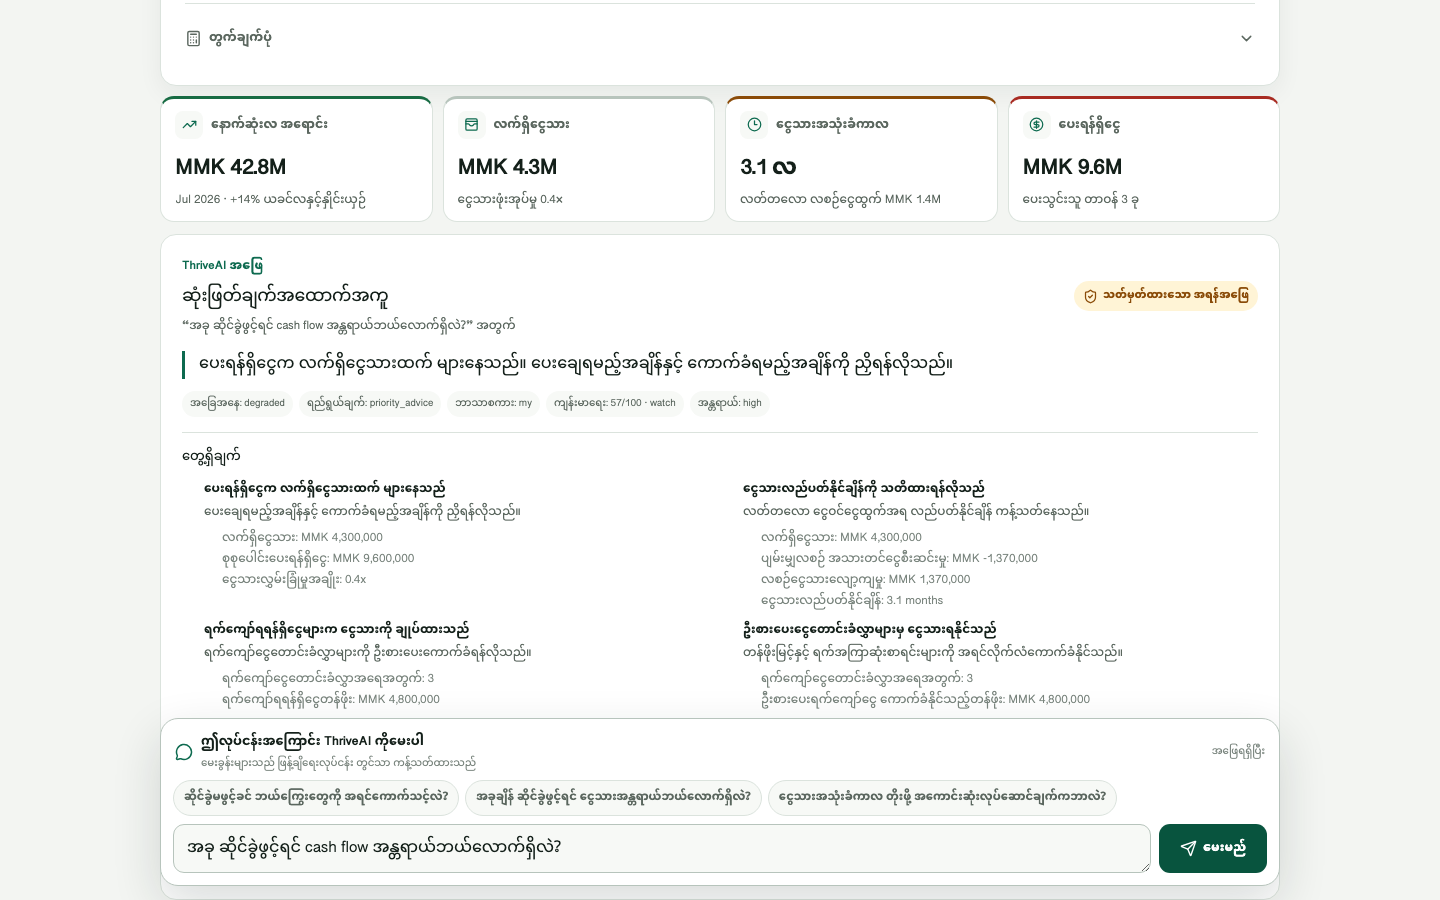 တွက်ချက်ပုံ
နောက်ဆုံးလ အရောင်း
MMK 42.8M
Jul 2026 · +14% ယခင်လနှင့်နှိုင်းယှဉ်
လက်ရှိငွေသား
MMK 4.3M
ငွေသားဖုံးအုပ်မှု 0.4×
ငွေသားအသုံးခံကာလ
3.1 လ
လတ်တလော လစဉ်ငွေထွက် MMK 1.4M
ပေးရန်ရှိငွေ
MMK 9.6M
ပေးသွင်းသူ တာဝန် 3 ခု
ThriveAI အဖြေ
ဆုံးဖြတ်ချက်အထောက်အကူ
သတ်မှတ်ထားသော အရန်အဖြေ
“အခု ဆိုင်ခွဲဖွင့်ရင် cash flow အန္တရာယ်ဘယ်လောက်ရှိလဲ?” အတွက်
ပေးရန်ရှိငွေက လက်ရှိငွေသားထက် များနေသည်။ ပေးချေရမည့်အချိန်နှင့် ကောက်ခံရမည့်အချိန်ကို ညှိရန်လိုသည်။
အခြေအနေ: degraded
ရည်ရွယ်ချက်: priority_advice
ဘာသာစကား: my
ကျန်းမာရေး: 57/100 · watch
အန္တရာယ်: high
တွေ့ရှိချက်
ပေးရန်ရှိငွေက လက်ရှိငွေသားထက် များနေသည်
ပေးချေရမည့်အချိန်နှင့် ကောက်ခံရမည့်အချိန်ကို ညှိရန်လိုသည်။
လက်ရှိငွေသား: MMK 4,300,000
စုစုပေါင်းပေးရန်ရှိငွေ: MMK 9,600,000
ငွေသားလွှမ်းခြုံမှုအချိုး: 0.4x
ငွေသားလည်ပတ်နိုင်ချိန်ကို သတိထားရန်လိုသည်
လတ်တလော ငွေဝင်ငွေထွက်အရ လည်ပတ်နိုင်ချိန် ကန့်သတ်နေသည်။
လက်ရှိငွေသား: MMK 4,300,000
ပျမ်းမျှလစဉ် အသားတင်ငွေစီးဆင်းမှု: MMK -1,370,000
လစဉ်ငွေသားလျော့ကျမှု: MMK 1,370,000
ငွေသားလည်ပတ်နိုင်ချိန်: 3.1 months
ရက်ကျော်ရရန်ရှိငွေများက ငွေသားကို ချုပ်ထားသည်
ရက်ကျော်ငွေတောင်းခံလွှာများကို ဦးစားပေးကောက်ခံရန်လိုသည်။
ရက်ကျော်ငွေတောင်းခံလွှာအရေအတွက်: 3
ရက်ကျော်ရရန်ရှိငွေတန်ဖိုး: MMK 4,800,000
ဦးစားပေးငွေတောင်းခံလွှာများမှ ငွေသားရနိုင်သည်
တန်ဖိုးမြင့်နှင့် ရက်အကြာဆုံးစာရင်းများကို အရင်လိုက်လံကောက်ခံနိုင်သည်။
ရက်ကျော်ငွေတောင်းခံလွှာအရေအတွက်: 3
ဦးစားပေးရက်ကျော်ငွေ ကောက်ခံနိုင်သည့်တန်ဖိုး: MMK 4,800,000
ဤလုပ်ငန်းအကြောင်း ThriveAI ကိုမေးပါ
မေးခွန်းများသည် ဖြန့်ချိရေးလုပ်ငန်း တွင်သာ ကန့်သတ်ထားသည်
အဖြေရရှိပြီး
ဆိုင်ခွဲမဖွင့်ခင် ဘယ်ကြွေးတွေကို အရင်ကောက်သင့်လဲ?
အခုချိန် ဆိုင်ခွဲဖွင့်ရင် ငွေသားအန္တရာယ်ဘယ်လောက်ရှိလဲ?
ငွေသားအသုံးခံကာလ တိုးဖို့ အကောင်းဆုံးလုပ်ဆောင်ချက်ကဘာလဲ?
အခု ဆိုင်ခွဲဖွင့်ရင် cash flow အန္တရာယ်ဘယ်လောက်ရှိလဲ?
မေးမည်